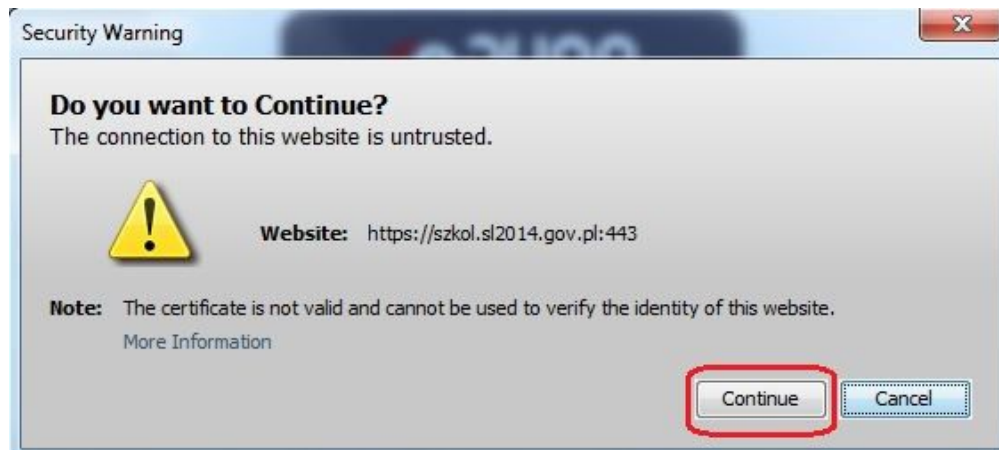 Security Warning
Do you want to Continue?
The connection to this website is untrusted.
Website: https://szkol.sl2014.gov.pl:443
Note: The certificate is not valid and cannot be used to verify the identity of this website.
More Information
Continue Cancel